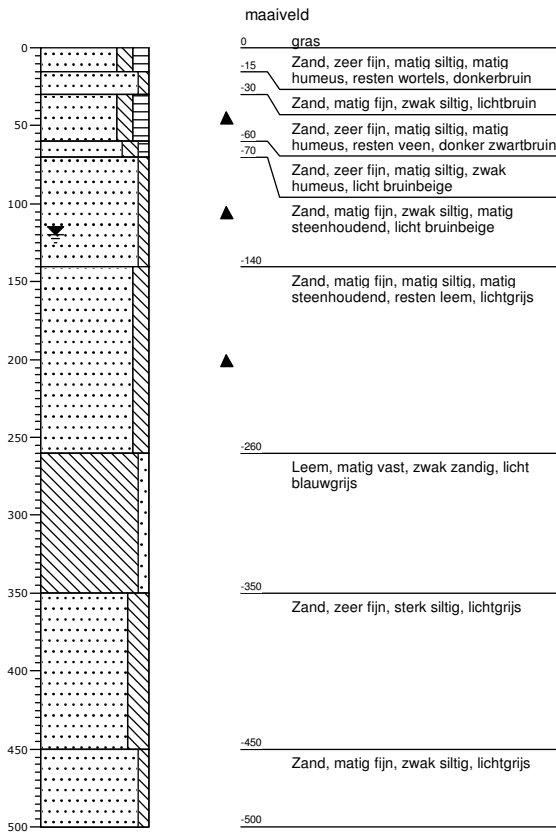 maaiveld
0
0
gras
Zand, zeer fijn, matig siltig, matig
humeus, resten wortels, donkerbruin
-15
Zand, matig fijn, zwak siltig, lichtbruin
-30
50
Zand, zeer fijn, matig siltig, matig
humeus, resten veen, donker zwartbruin
-60
-70
Zand, zeer fijn, matig siltig, zwak
humeus, licht bruinbeige
100
Zand, matig fijn, zwak siltig, matig
steenhoudend, licht bruinbeige
-140
150
Zand, matig fijn, matig siltig, matig
steenhoudend, resten leem, lichtgrijs
200
250
-260
Leem, matig vast, zwak zandig, licht
blauwgrijs
300
350
-350
Zand, zeer fijn, sterk siltig, lichtgrijs
400
450
-450
Zand, matig fijn, zwak siltig, lichtgrijs
500
-500